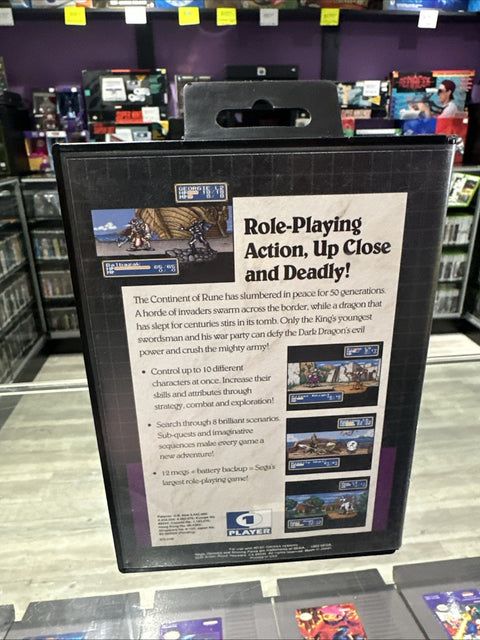 GEORGIE L2
Balbazak
HP
MP
Role-Playing
Action, Up Close
and Deadly!
The Continent of Rune has slumbered in peace for 50 generations.
A horde of invaders swarm across the border, while a dragon that
has slept for centuries stirs in its tomb. Only the King's youngest
swordsman and his war party can defy the Dark Dragon's evil
power and crush the mighty army!
• Control up to 10 different
characters at once. Increase their
skills and attributes through
strategy, combat and exploration!
• Search through 8 brilliant scenarios.
Sub-quests and imaginative
sequences make every game a
new adventure!
• 12 megs + battery backup = Sega's
largest role-playing game!
1
PLAYER